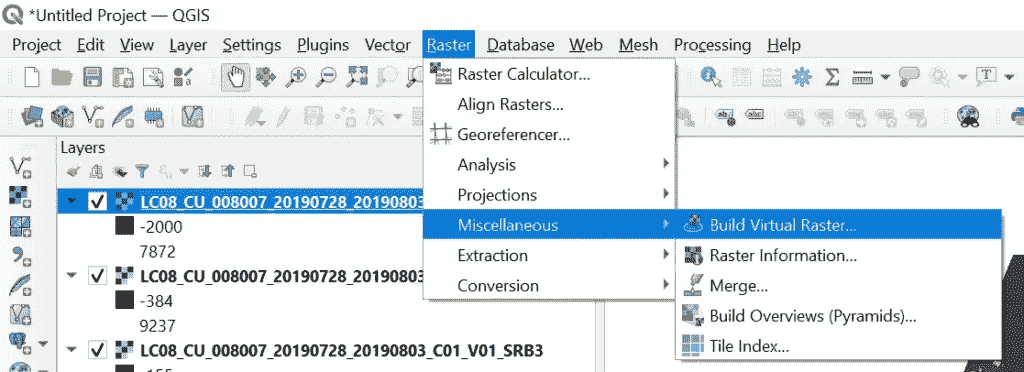 *Untitled Project — QGIS
Project Edit View Layer Settings Plugins Vector Raster Database Web Mesh Processing Help
Raster Calculator...
Align Rasters...
Georeferencer...
Analysis
Projections
Miscellaneous
Extraction
Conversion
Build Virtual Raster...
Raster Information...
Merge...
Build Overviews (Pyramids)...
Tile Index...
Layers
LC08_CU_008007_20190728_20190803
-2000
7872
LC08_CU_008007_20190728_20190803
-384
9237
LC08_CU_008007_20190728_20190803_C01_V01_SRB3